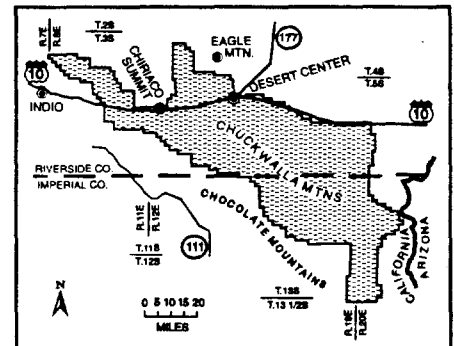 R.7E
R.8E
T.2S
T.3S
EAGLE
MTN.
177
10
INDIO
CHIRIACO
SUMMIT
DESERT CENTER
T.4S
T.5S
10
CHUCKWALLA MTNS
RIVERSIDE CO.
IMPERIAL CO.
CHOCOLATE MOUNTAINS
R.11E
R.12E
T.11S
T.12S
111
CALIFORNIA
ARIZONA
N
0 5 10 15 20
MILES
T.13S
T.13 1/2S
R.19E
R.20E